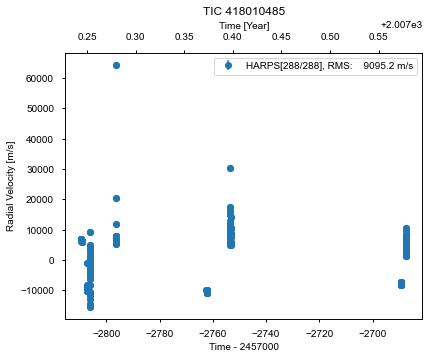 TIC 418010485
Time [Year]
+2.007e3
0.25 0.30 0.35 0.40 0.45 0.50 0.55
HARPS[288/288], RMS: 9095.2 m/s
Radial Velocity [m/s]
60000
50000
40000
30000
20000
10000
0
−10000
−2800 −2780 −2760 −2740 −2720 −2700
Time - 2457000